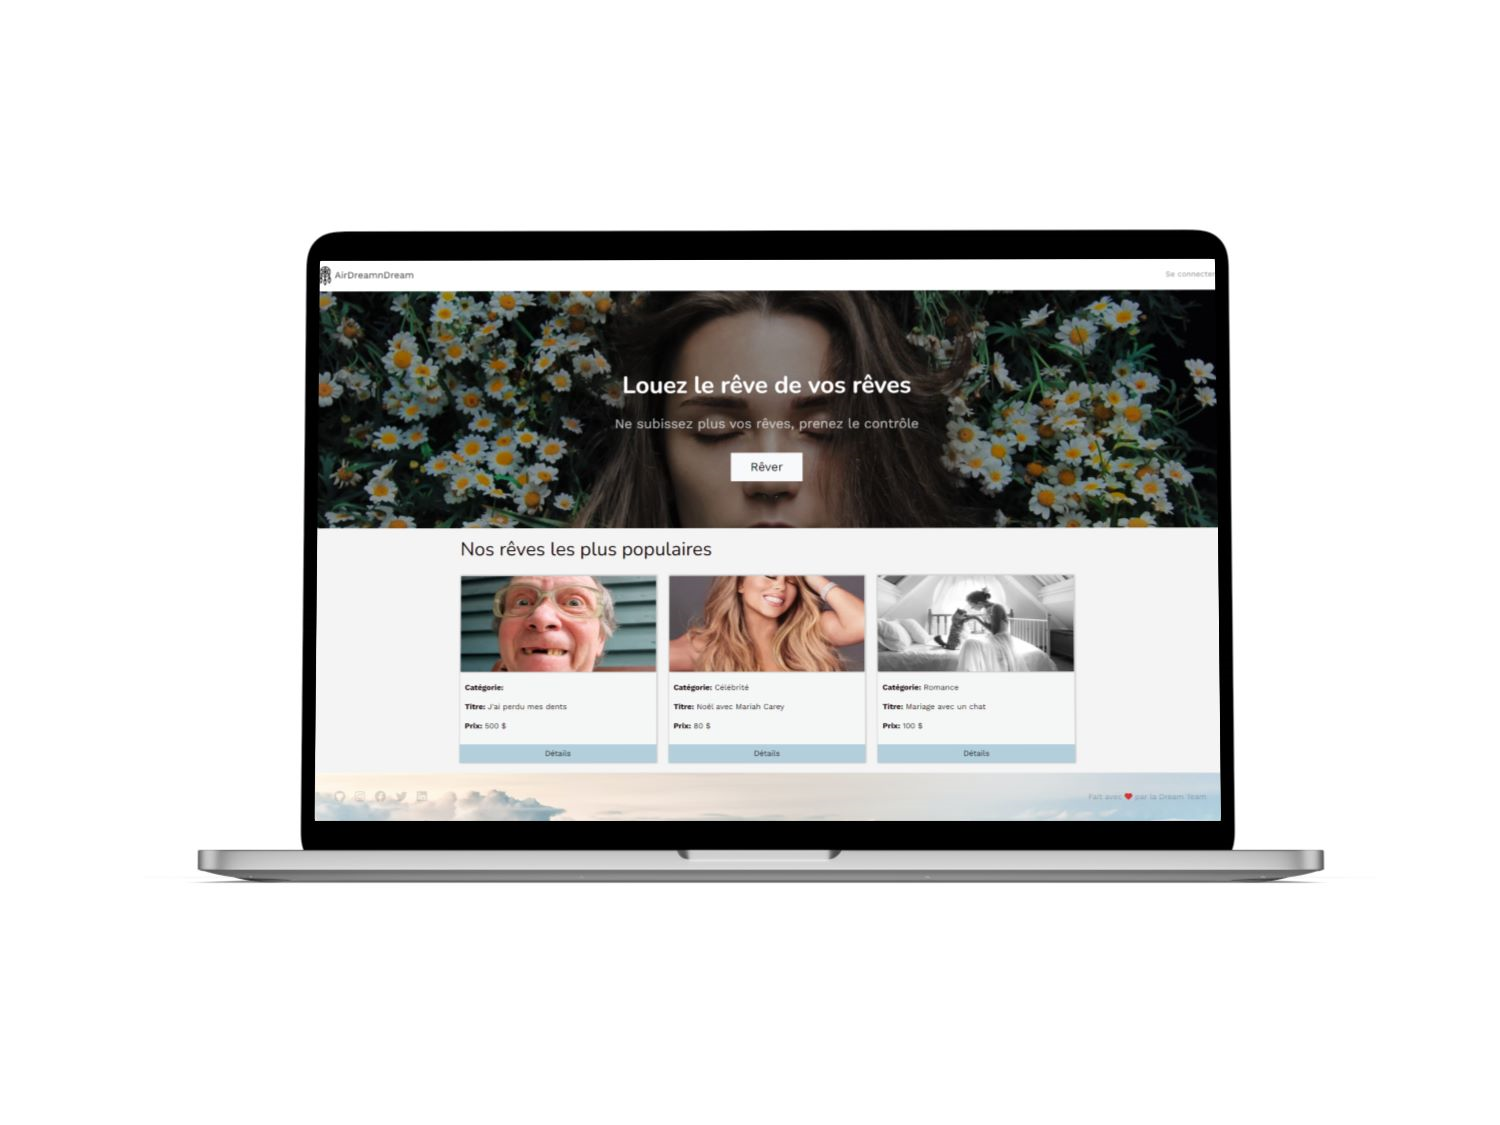 AirDreamnDream
Se connecter
Louez le rêve de vos rêves
Ne subissez plus vos rêves, prenez le contrôle
Rêver
Nos rêves les plus populaires
Catégorie:
Titre: J'ai perdu mes dents
Prix: 500 $
Détails
Catégorie: Célébrité
Titre: Noël avec Mariah Carey
Prix: 80 $
Détails
Catégorie: Romance
Titre: Mariage avec un chat
Prix: 100 $
Détails
Fait avec ❤ par la Dream Team